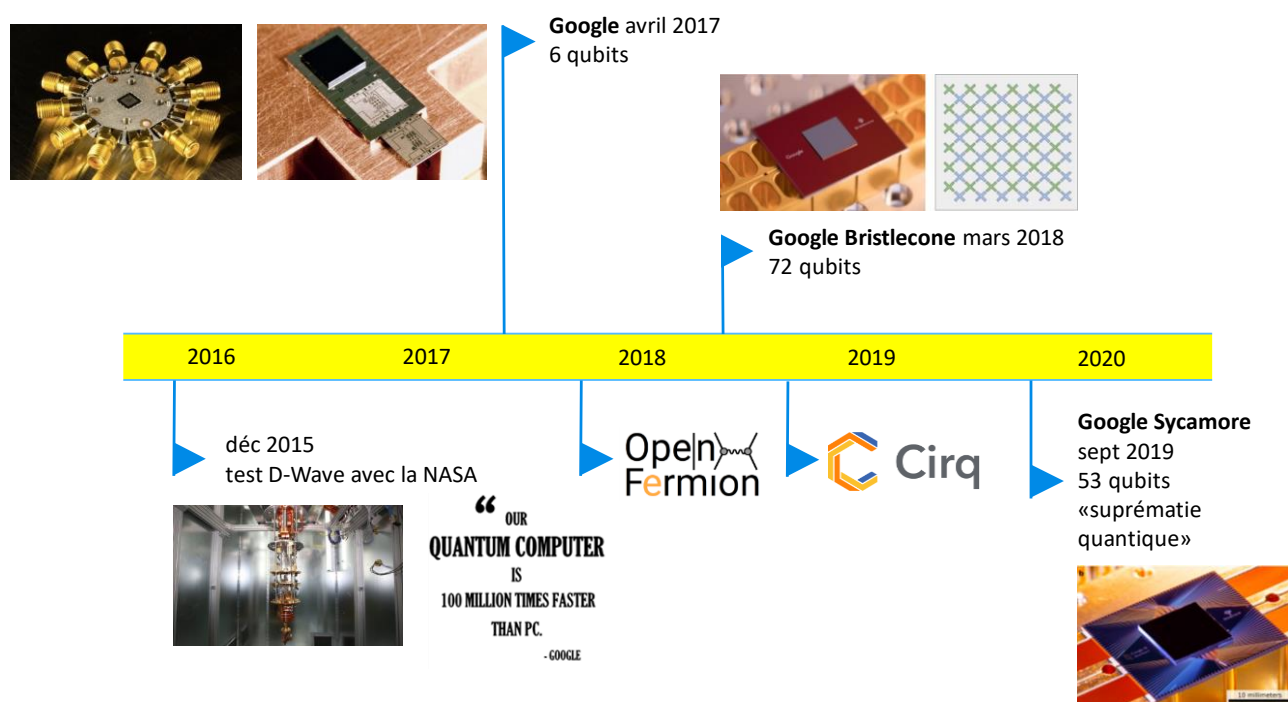 Google avril 2017
6 qubits
Google
Google Bristlecone mars 2018
72 qubits
2016 2017 2018 2019 2020
déc 2015
test D-Wave avec la NASA
“ OUR
QUANTUM COMPUTER
IS
100 MILLION TIMES FASTER
THAN PC.
- GOOGLE
Ope|n⟩
Fermion
Cirq
Google Sycamore
sept 2019
53 qubits
«suprématie
quantique»
10 millimeters